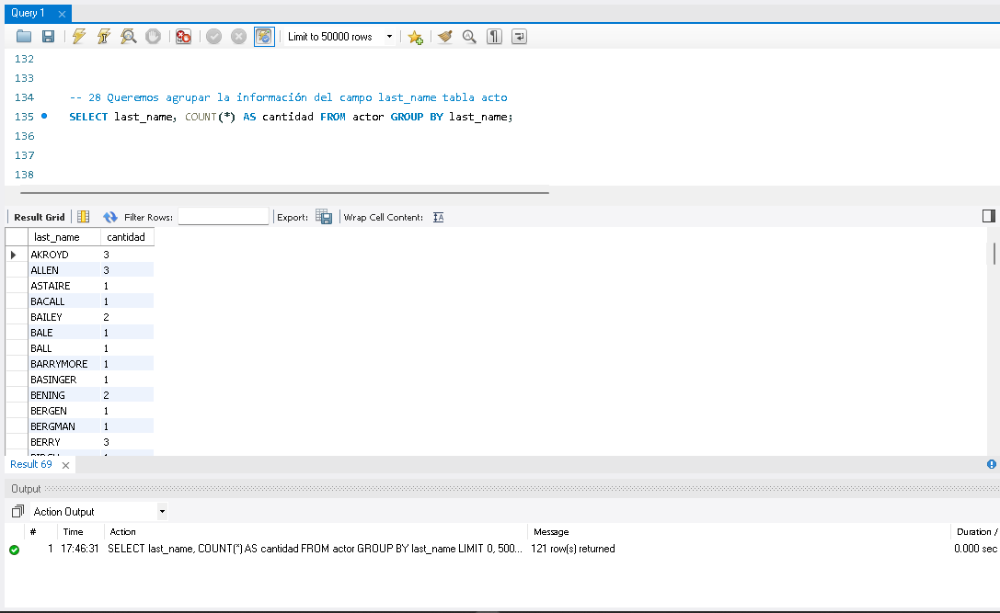 Query 1
Limit to 50000 rows
132
133
134 -- 28 Queremos agrupar la información del campo last_name tabla acto
135 SELECT last_name, COUNT(*) AS cantidad FROM actor GROUP BY last_name;
136
137
138
Result Grid Filter Rows: Export: Wrap Cell Content:
last_name cantidad
AKROYD 3
ALLEN 3
ASTAIRE 1
BACALL 1
BAILEY 2
BALE 1
BALL 1
BARRYMORE 1
BASINGER 1
BENING 2
BERGEN 1
BERGMAN 1
BERRY 3
Result 69
Output
Action Output
# Time Action Message Duration /
1 17:46:31 SELECT last_name, COUNT(*) AS cantidad FROM actor GROUP BY last_name LIMIT 0, 500... 121 row(s) returned 0.000 sec